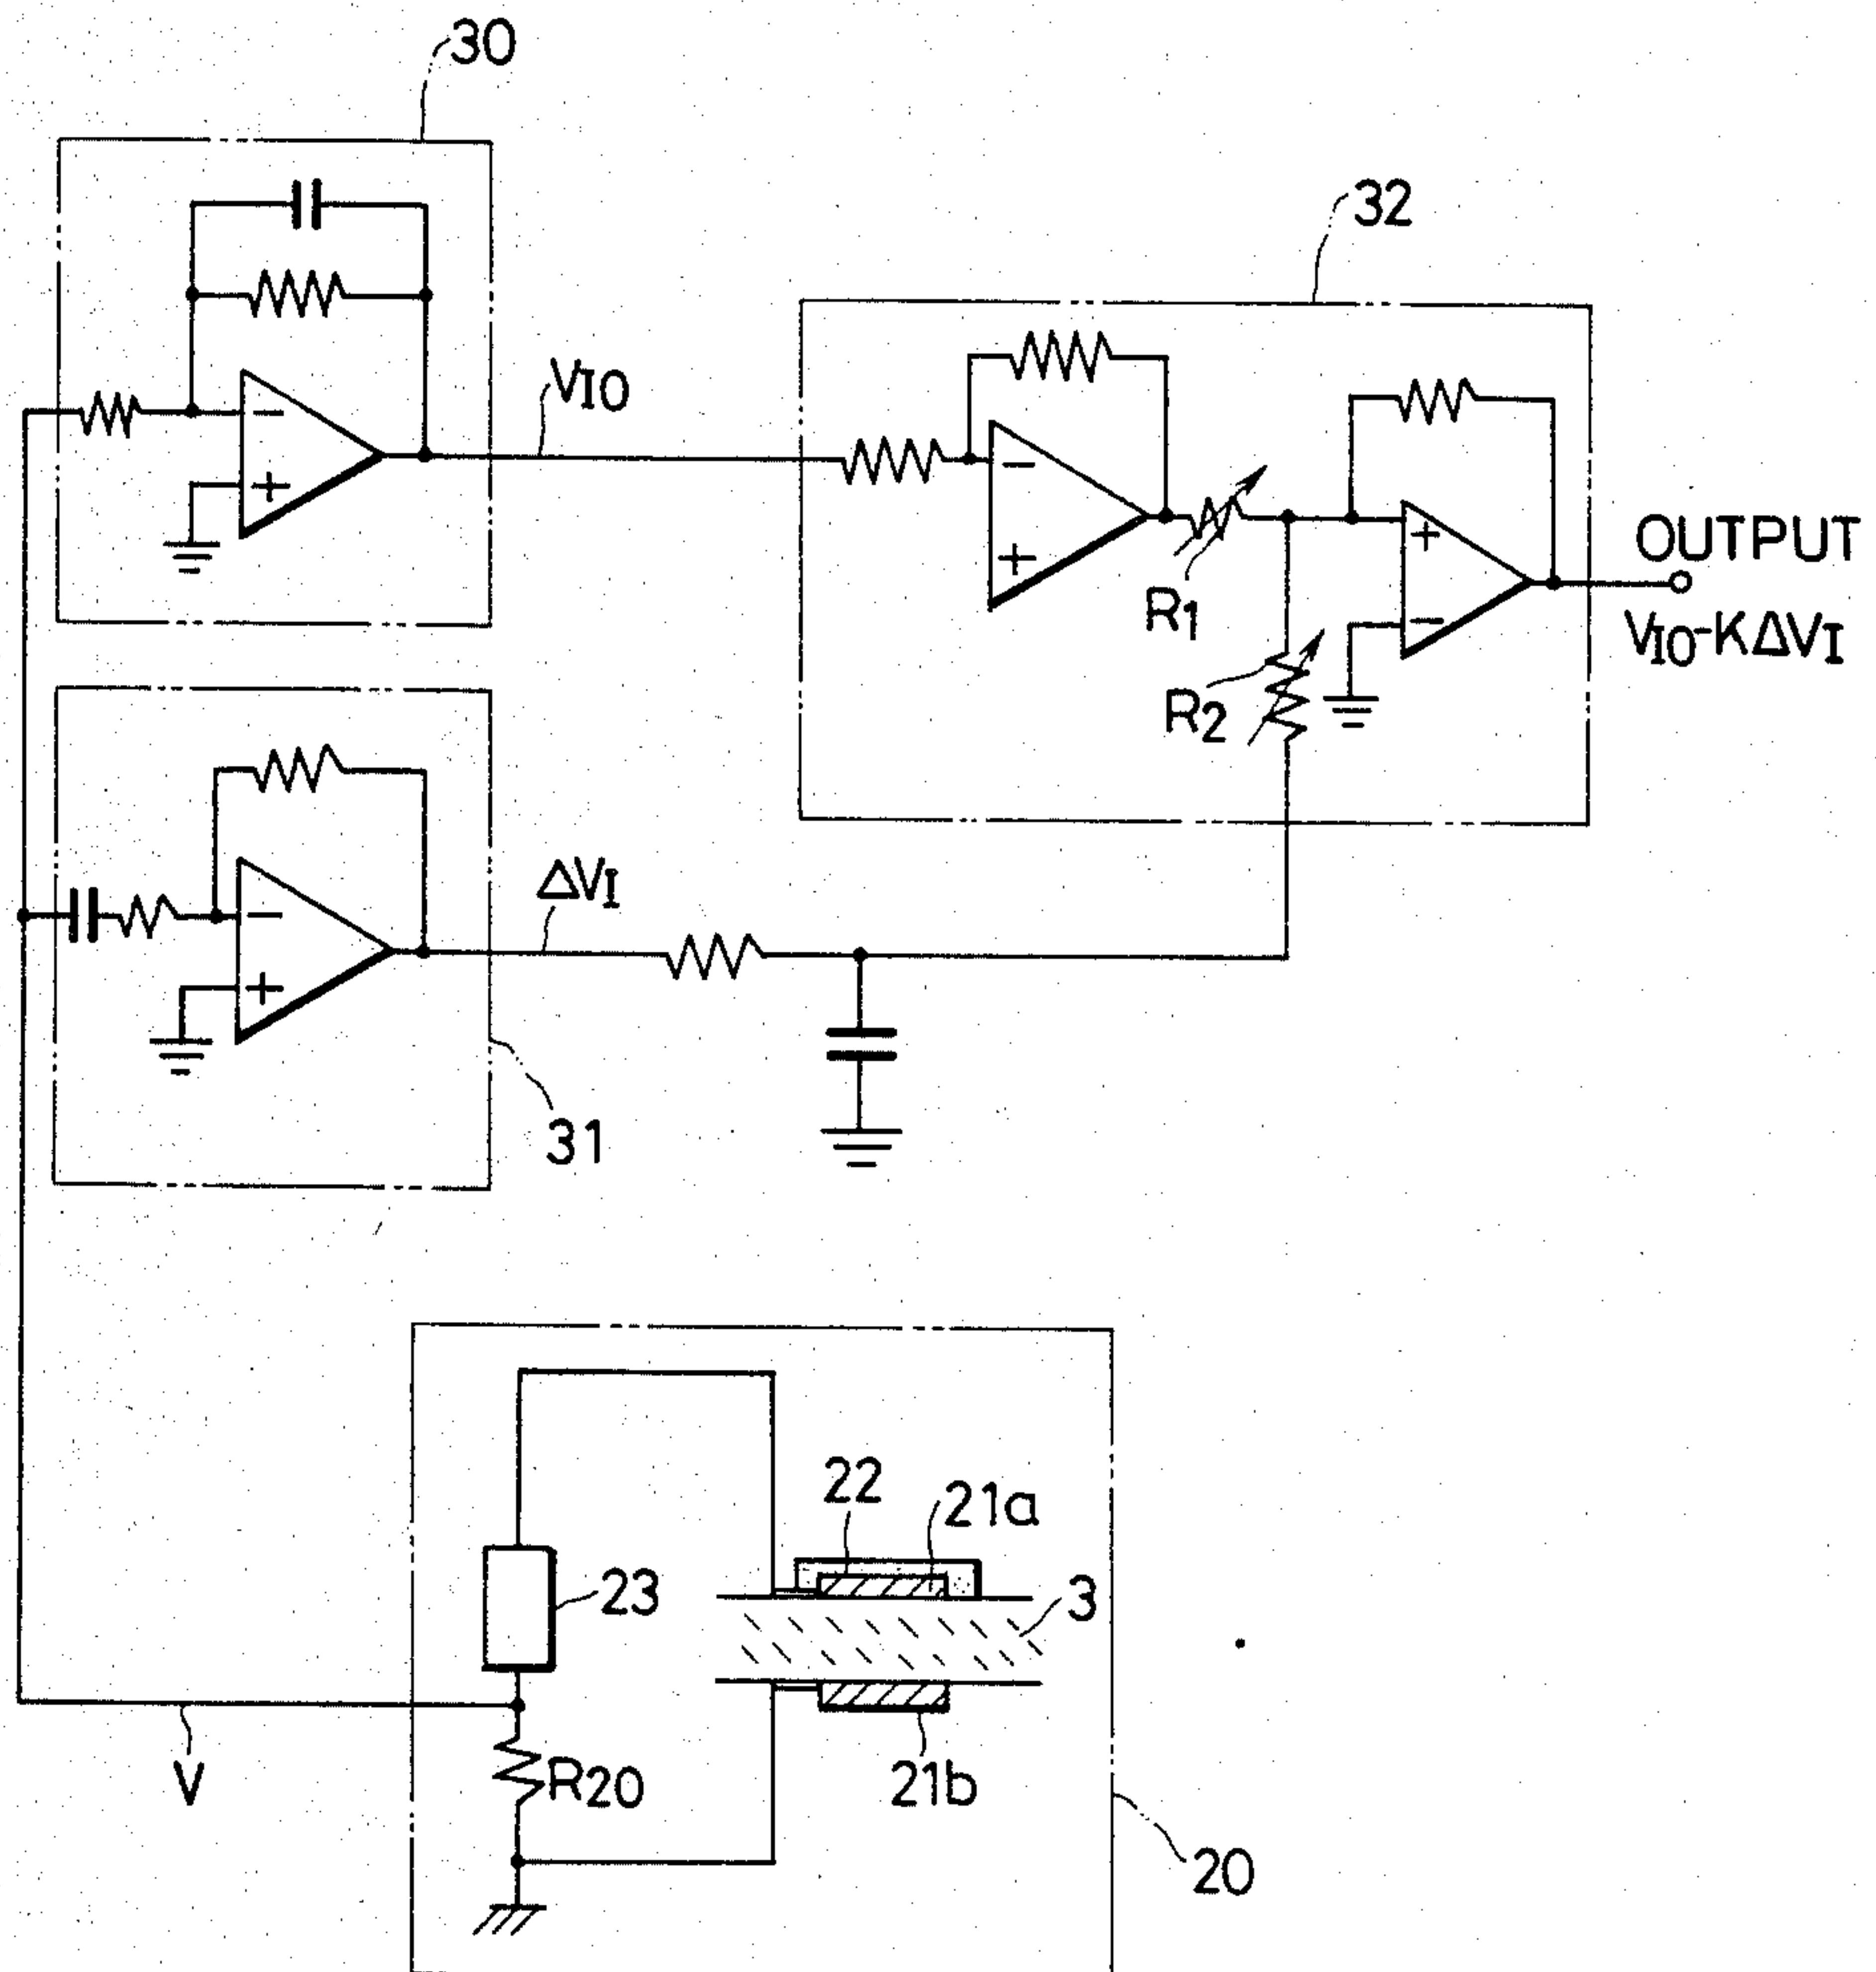 30
32
VIO
−
+
−
+
R1
+
−
OUTPUT
VIO-KΔVI
R2
ΔVI
−
+
31
22
21a
23
3
V
R20
21b
20